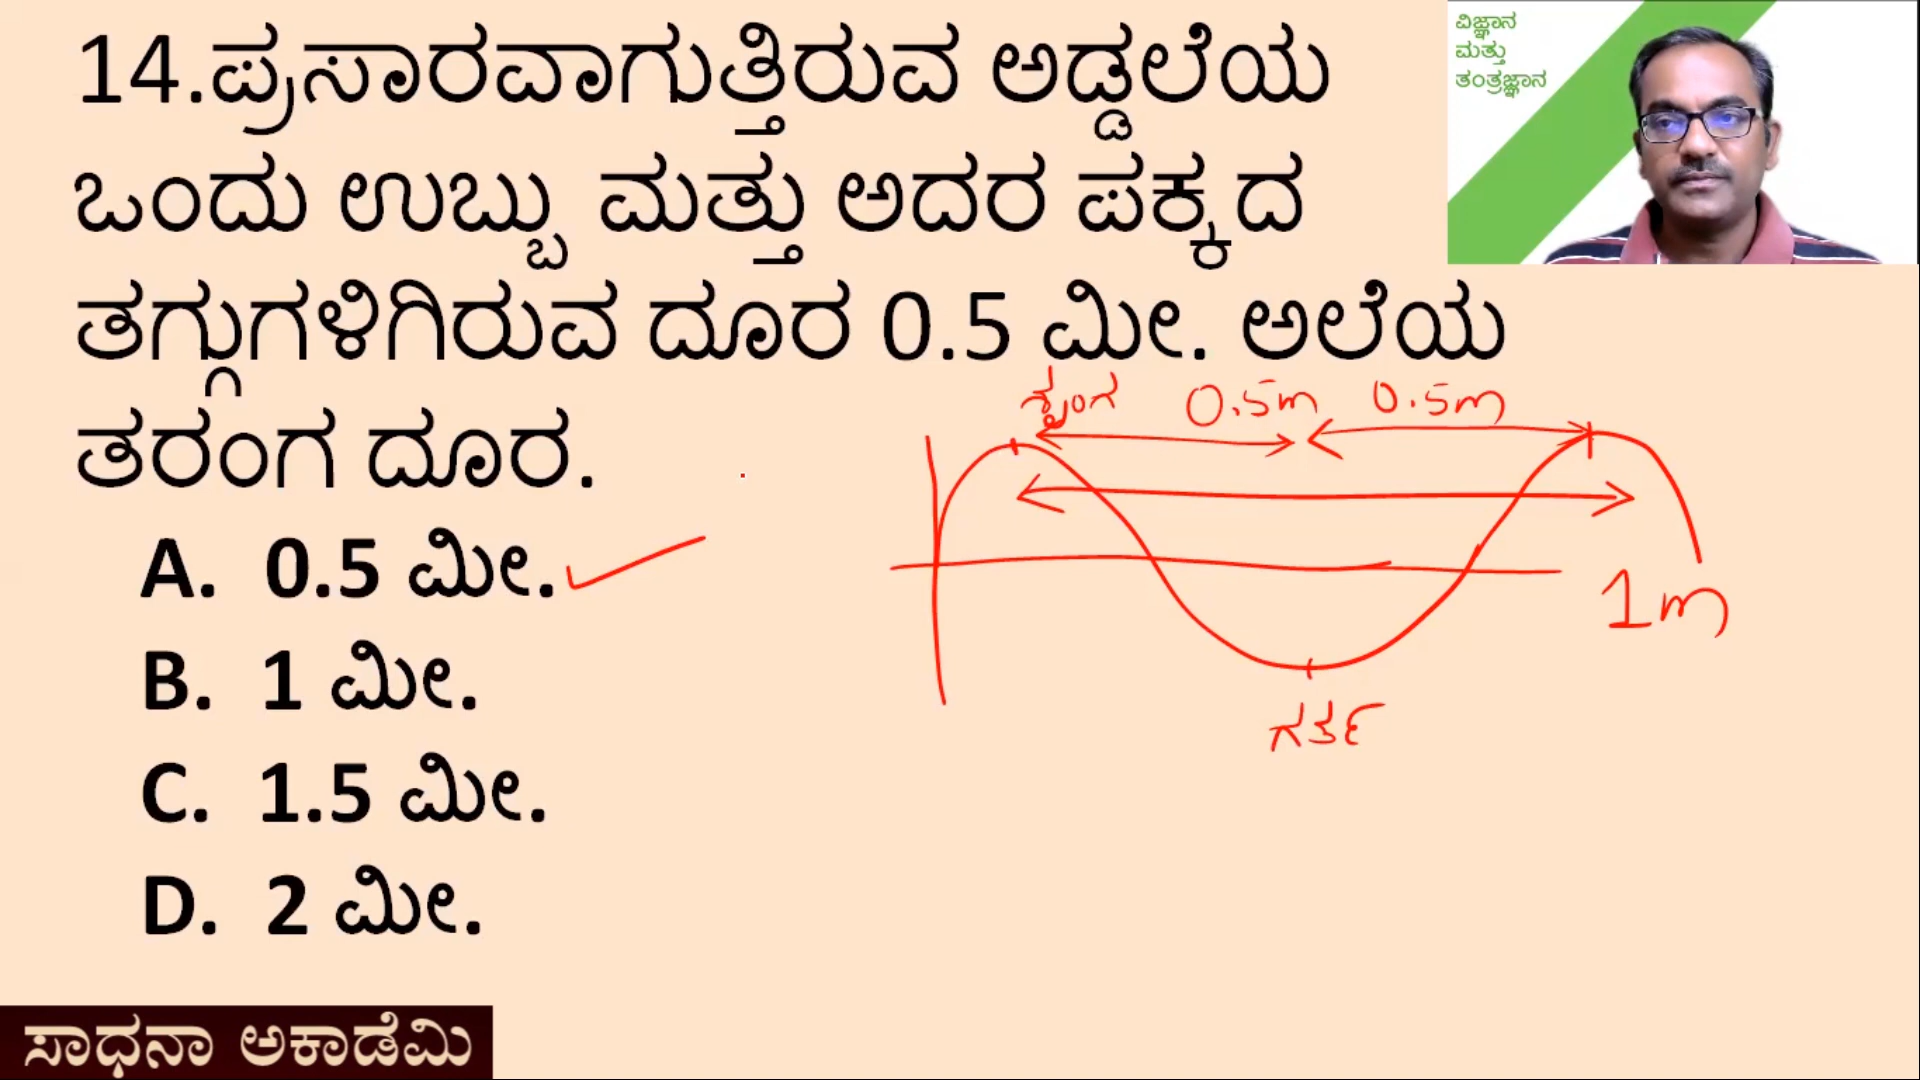 14.ಪ್ರಸಾರವಾಗುತ್ತಿರುವ ಅಡ್ಡಲೆಯ
ಒಂದು ಉಬ್ಬು ಮತ್ತು ಅದರ ಪಕ್ಕದ
ತಗ್ಗುಗಳಿಗಿರುವ ದೂರ 0.5 ಮೀ. ಅಲೆಯ
ತರಂಗ ದೂರ.
A. 0.5 ಮೀ.
B. 1 ಮೀ.
C. 1.5 ಮೀ.
D. 2 ಮೀ.
0.5m 0.5m
1m
ಗರ್ತ
ವಿಜ್ಞಾನ
ಮತ್ತು
ತಂತ್ರಜ್ಞಾನ
ಸಾಧನಾ ಅಕಾಡೆಮಿ